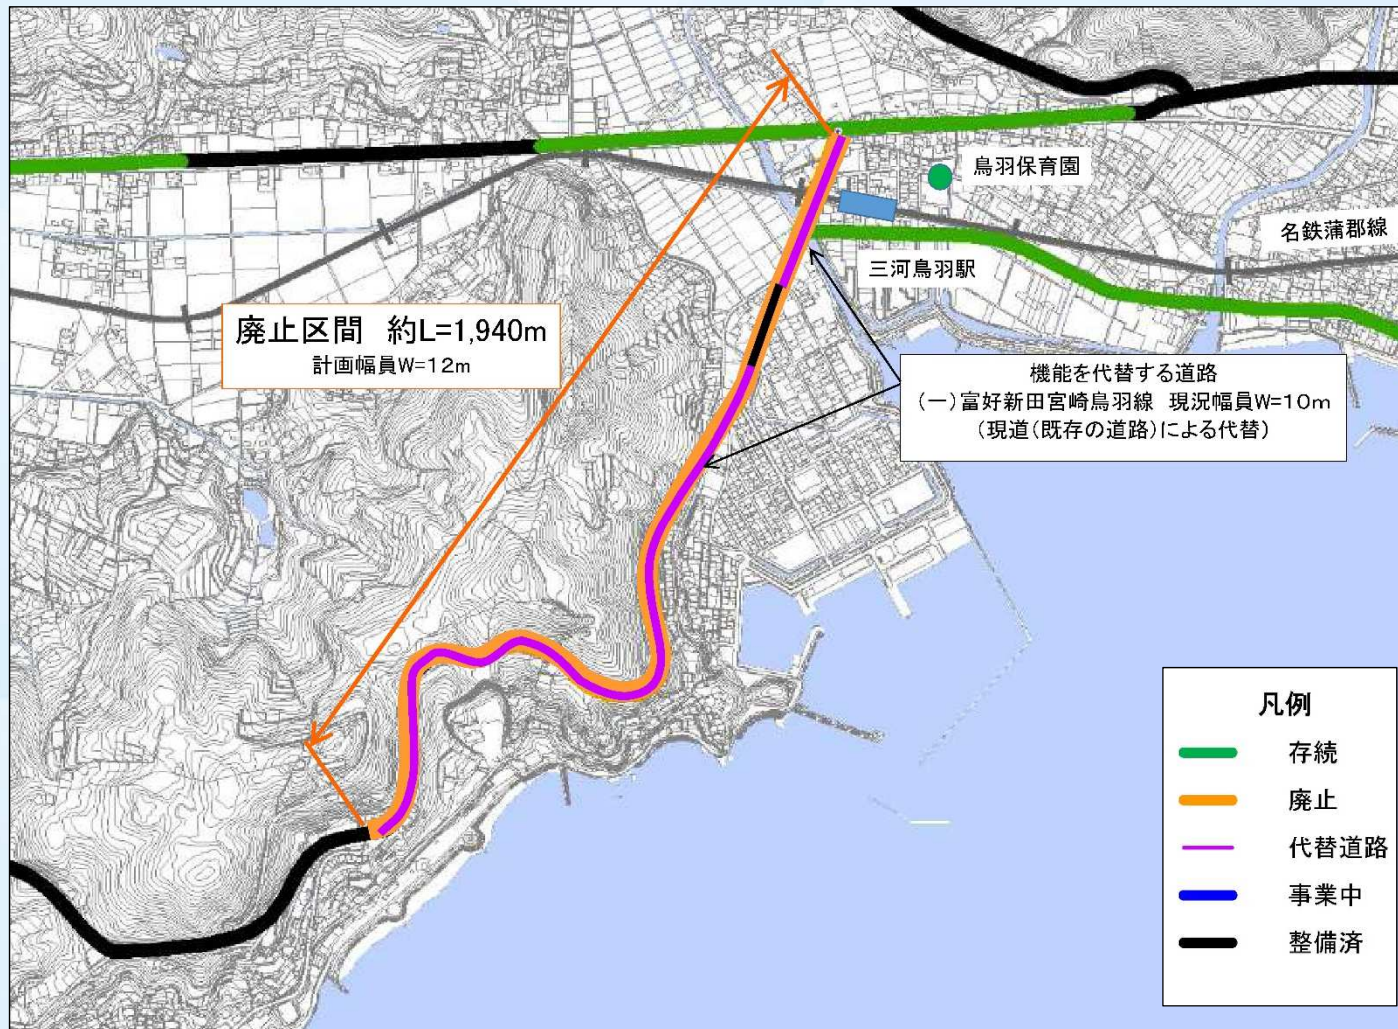 鳥羽保育園
名鉄蒲郡線
三河鳥羽駅
廃止区間 約L=1,940m
計画幅員W=12m
機能を代替する道路
(一)富好新田宮崎鳥羽線 現況幅員W=10m
(現道(既存の道路)による代替)
凡例
存続
廃止
代替道路
事業中
整備済